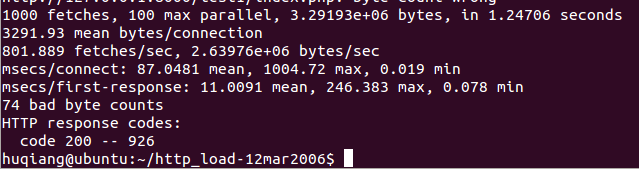 1000 fetches, 100 max parallel, 3.29193e+06 bytes, in 1.24706 seconds
3291.93 mean bytes/connection
801.889 fetches/sec, 2.63976e+06 bytes/sec
msecs/connect: 87.0481 mean, 1004.72 max, 0.019 min
msecs/first-response: 11.0091 mean, 246.383 max, 0.078 min
74 bad byte counts
HTTP response codes:
  code 200 -- 926
huqiang@ubuntu:~/http_load-12mar2006$